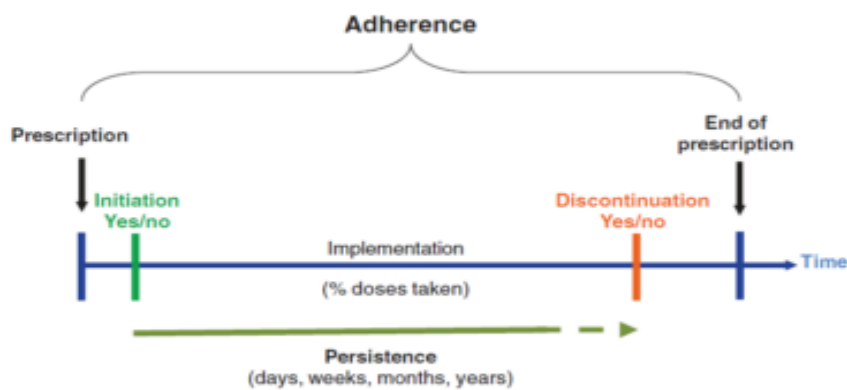 Adherence
Prescription
End of
prescription
Initiation
Yes/no
Discontinuation
Yes/no
Implementation
Time
(% doses taken)
Persistence
(days, weeks, months, years)